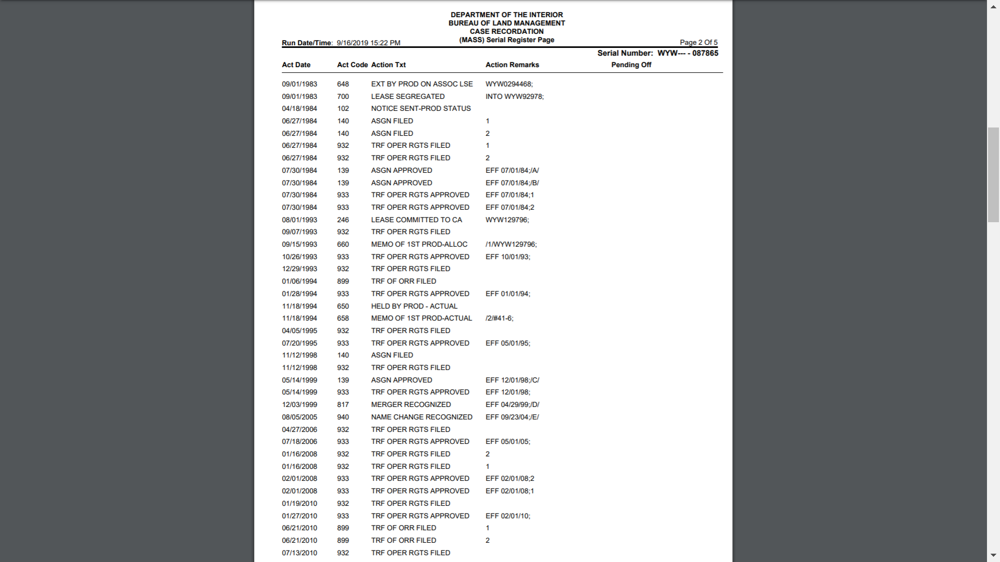 DEPARTMENT OF THE INTERIOR
BUREAU OF LAND MANAGEMENT
CASE RECORDATION
(MASS) Serial Register Page
Run Date/Time: 9/16/2019 15:22 PM
Page 2 Of 5
Serial Number: WYW--- - 087865
Act Date Act Code Action Txt Action Remarks Pending Off
09/01/1983 648 EXT BY PROD ON ASSOC LSE WYW0294468;
09/01/1983 700 LEASE SEGREGATED INTO WYW92978;
04/18/1984 102 NOTICE SENT-PROD STATUS
06/27/1984 140 ASGN FILED 1
06/27/1984 140 ASGN FILED 2
06/27/1984 932 TRF OPER RGTS FILED 1
06/27/1984 932 TRF OPER RGTS FILED 2
07/30/1984 139 ASGN APPROVED EFF 07/01/84;/A/
07/30/1984 139 ASGN APPROVED EFF 07/01/84;/B/
07/30/1984 933 TRF OPER RGTS APPROVED EFF 07/01/84;1
07/30/1984 933 TRF OPER RGTS APPROVED EFF 07/01/84;2
08/01/1993 246 LEASE COMMITTED TO CA WYW129796;
09/07/1993 932 TRF OPER RGTS FILED
09/15/1993 660 MEMO OF 1ST PROD-ALLOC /1/WYW129796;
10/26/1993 933 TRF OPER RGTS APPROVED EFF 10/01/93;
12/29/1993 932 TRF OPER RGTS FILED
01/06/1994 899 TRF OF ORR FILED
01/28/1994 933 TRF OPER RGTS APPROVED EFF 01/01/94;
11/18/1994 650 HELD BY PROD - ACTUAL
11/18/1994 658 MEMO OF 1ST PROD-ACTUAL /2/#41-6;
04/05/1995 932 TRF OPER RGTS FILED
07/20/1995 933 TRF OPER RGTS APPROVED EFF 05/01/95;
11/12/1998 140 ASGN FILED
11/12/1998 932 TRF OPER RGTS FILED
05/14/1999 139 ASGN APPROVED EFF 12/01/98;/C/
05/14/1999 933 TRF OPER RGTS APPROVED EFF 12/01/98;
12/03/1999 817 MERGER RECOGNIZED EFF 04/29/99;/D/
08/05/2005 940 NAME CHANGE RECOGNIZED EFF 09/23/04;/E/
04/27/2006 932 TRF OPER RGTS FILED
07/18/2006 933 TRF OPER RGTS APPROVED EFF 05/01/05;
01/16/2008 932 TRF OPER RGTS FILED 2
01/16/2008 932 TRF OPER RGTS FILED 1
02/01/2008 933 TRF OPER RGTS APPROVED EFF 02/01/08;2
02/01/2008 933 TRF OPER RGTS APPROVED EFF 02/01/08;1
01/19/2010 932 TRF OPER RGTS FILED
01/27/2010 933 TRF OPER RGTS APPROVED EFF 02/01/10;
06/21/2010 899 TRF OF ORR FILED 1
06/21/2010 899 TRF OF ORR FILED 2
07/13/2010 932 TRF OPER RGTS FILED